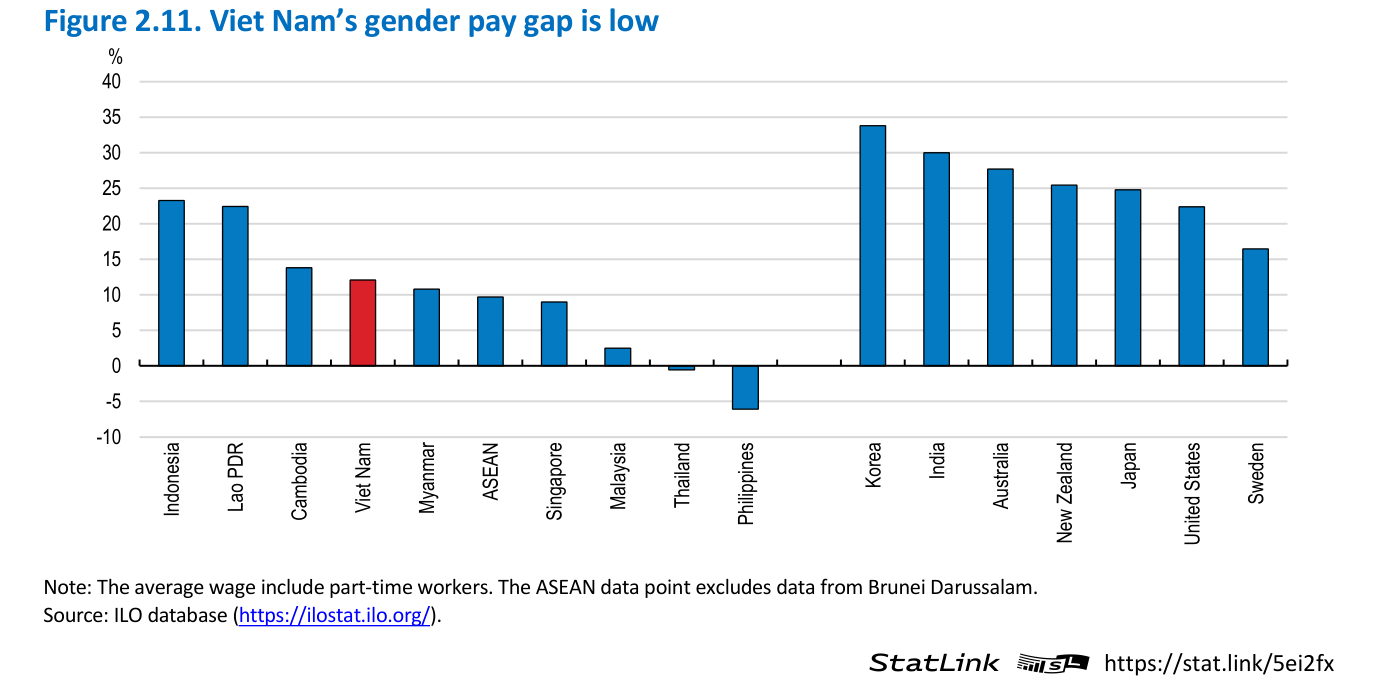 Figure 2.11. Viet Nam’s gender pay gap is low
%
40
35
30
25
20
15
10
5
0
-5
-10
Indonesia
Lao PDR
Cambodia
Viet Nam
Myanmar
ASEAN
Singapore
Malaysia
Thailand
Philippines
Korea
India
Australia
New Zealand
Japan
United States
Sweden
Note: The average wage include part-time workers. The ASEAN data point excludes data from Brunei Darussalam.
Source: ILO database (https://ilostat.ilo.org/).
StatLink SL https://stat.link/5ei2fx